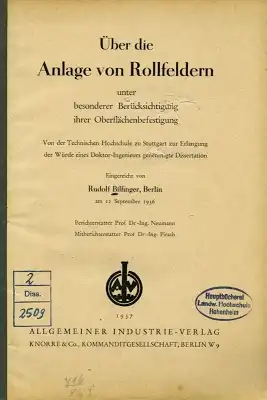 Über die
Anlage von Rollfeldern
unter
besonderer Berücksichtigung
ihrer Oberflächenbefestigung
Von der Technischen Hochschule zu Stuttgart zur Erlangung
der Würde eines Doktor-Ingenieurs genehmigte Dissertation
Eingereicht von
Rudolf Bilfinger, Berlin
am 12 September 1936
Berichterstatter Prof Dr-Ing. Neumann
Mitberichterstatter Prof Dr-Ing. Pirath
2
Diss.
2509
Hauptbücherei
Landw. Hochschule
Hohenheim
1937
ALLGEMEINER INDUSTRIE-VERLAG
KNORRE & Co., KOMMANDITGESELLSCHAFT, BERLIN W 9